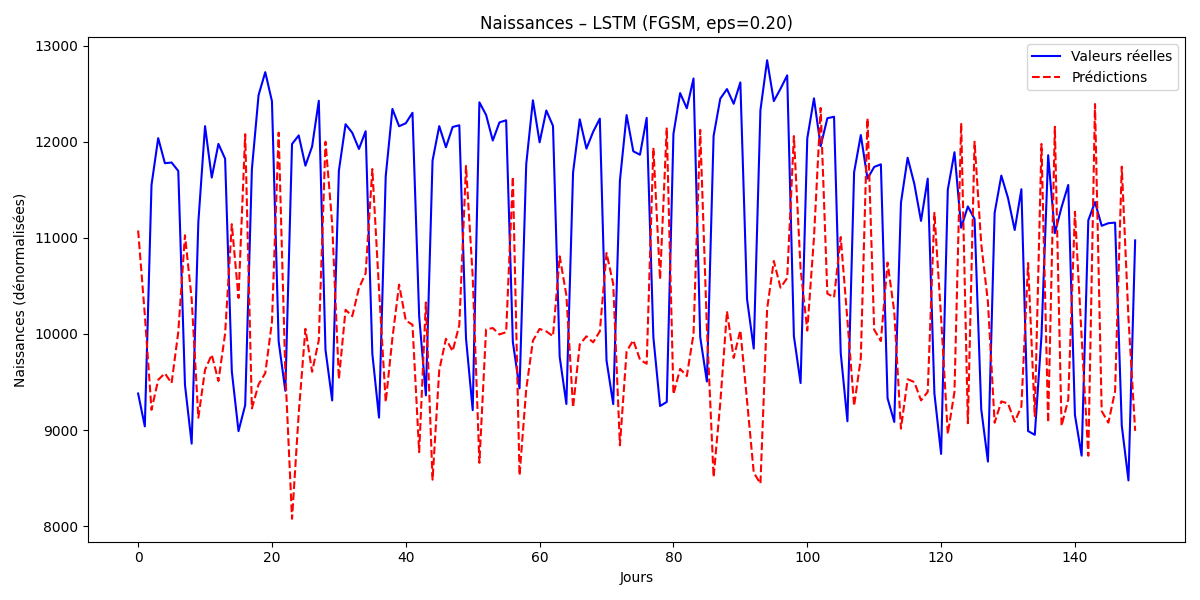 Naissances – LSTM (FGSM, eps=0.20)
Valeurs réelles
Prédictions
Naissances (dénormalisées)
13000
12000
11000
10000
9000
8000
0 20 40 60 80 100 120 140
Jours